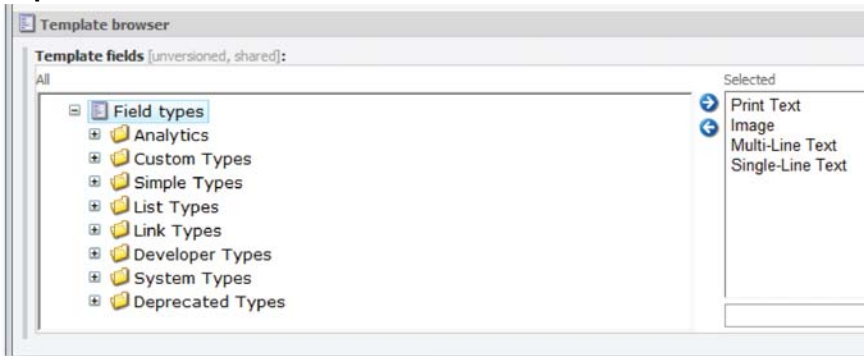 Template browser
Template fields [unversioned, shared]:
All
Selected
Field types
Analytics
Custom Types
Simple Types
List Types
Link Types
Developer Types
System Types
Deprecated Types
Print Text
Image
Multi-Line Text
Single-Line Text